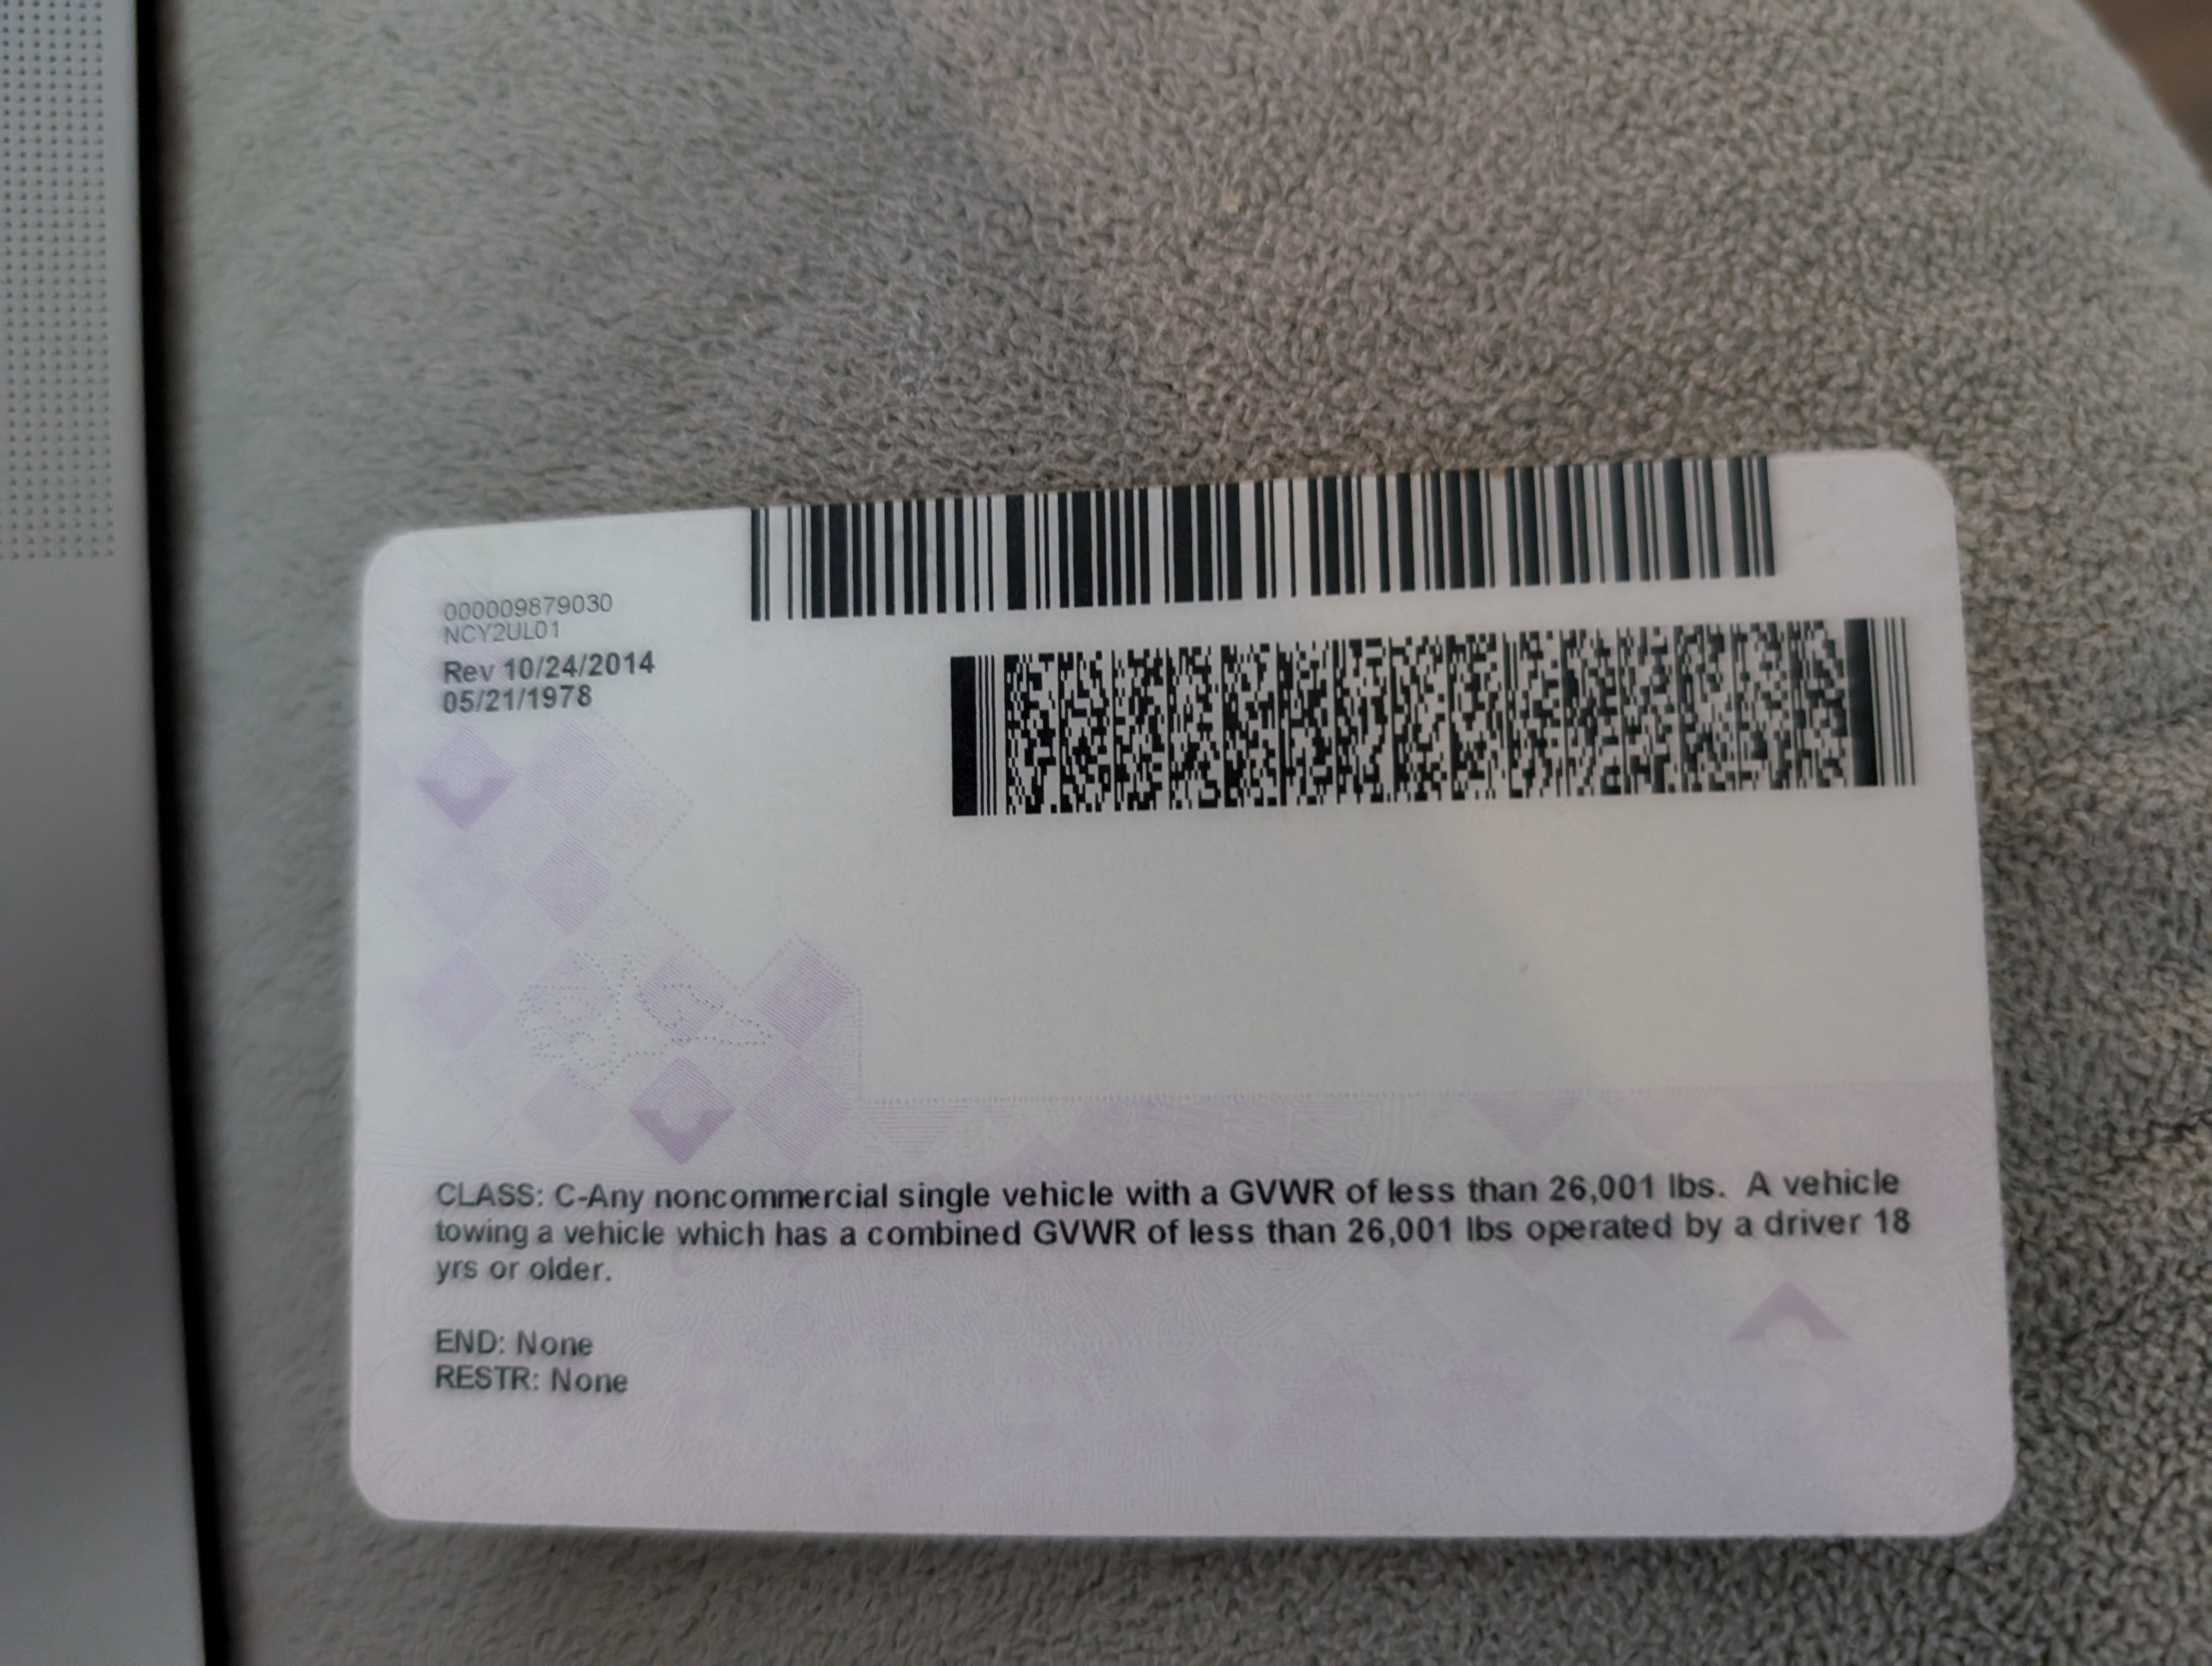 000009879030
NCY2UL01
Rev 10/24/2014
05/21/1978
CLASS: C-Any noncommercial single vehicle with a GVWR of less than 26,001 lbs. A vehicle
towing a vehicle which has a combined GVWR of less than 26,001 lbs operated by a driver 18
yrs or older.
END: None
RESTR: None